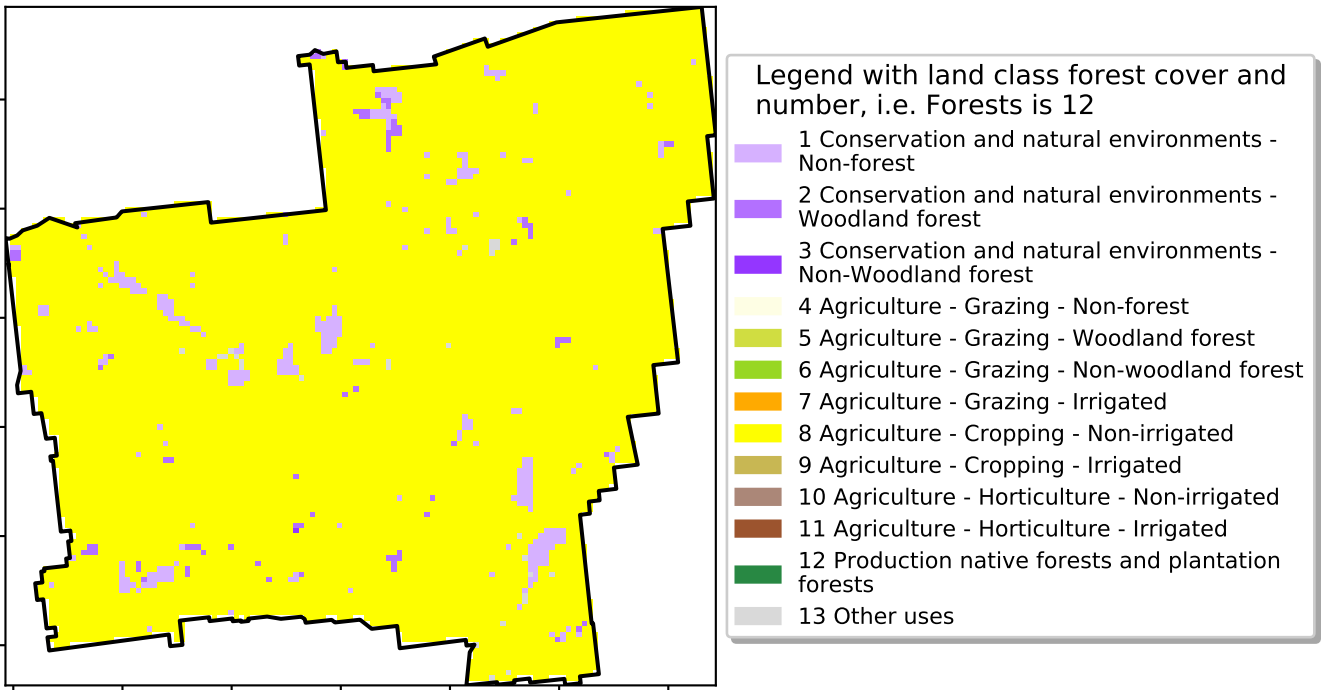 Legend with land class forest cover and
number, i.e. Forests is 12
1 Conservation and natural environments -
Non-forest
2 Conservation and natural environments -
Woodland forest
3 Conservation and natural environments -
Non-Woodland forest
4 Agriculture - Grazing - Non-forest
5 Agriculture - Grazing - Woodland forest
6 Agriculture - Grazing - Non-woodland forest
7 Agriculture - Grazing - Irrigated
8 Agriculture - Cropping - Non-irrigated
9 Agriculture - Cropping - Irrigated
10 Agriculture - Horticulture - Non-irrigated
11 Agriculture - Horticulture - Irrigated
12 Production native forests and plantation
forests
13 Other uses